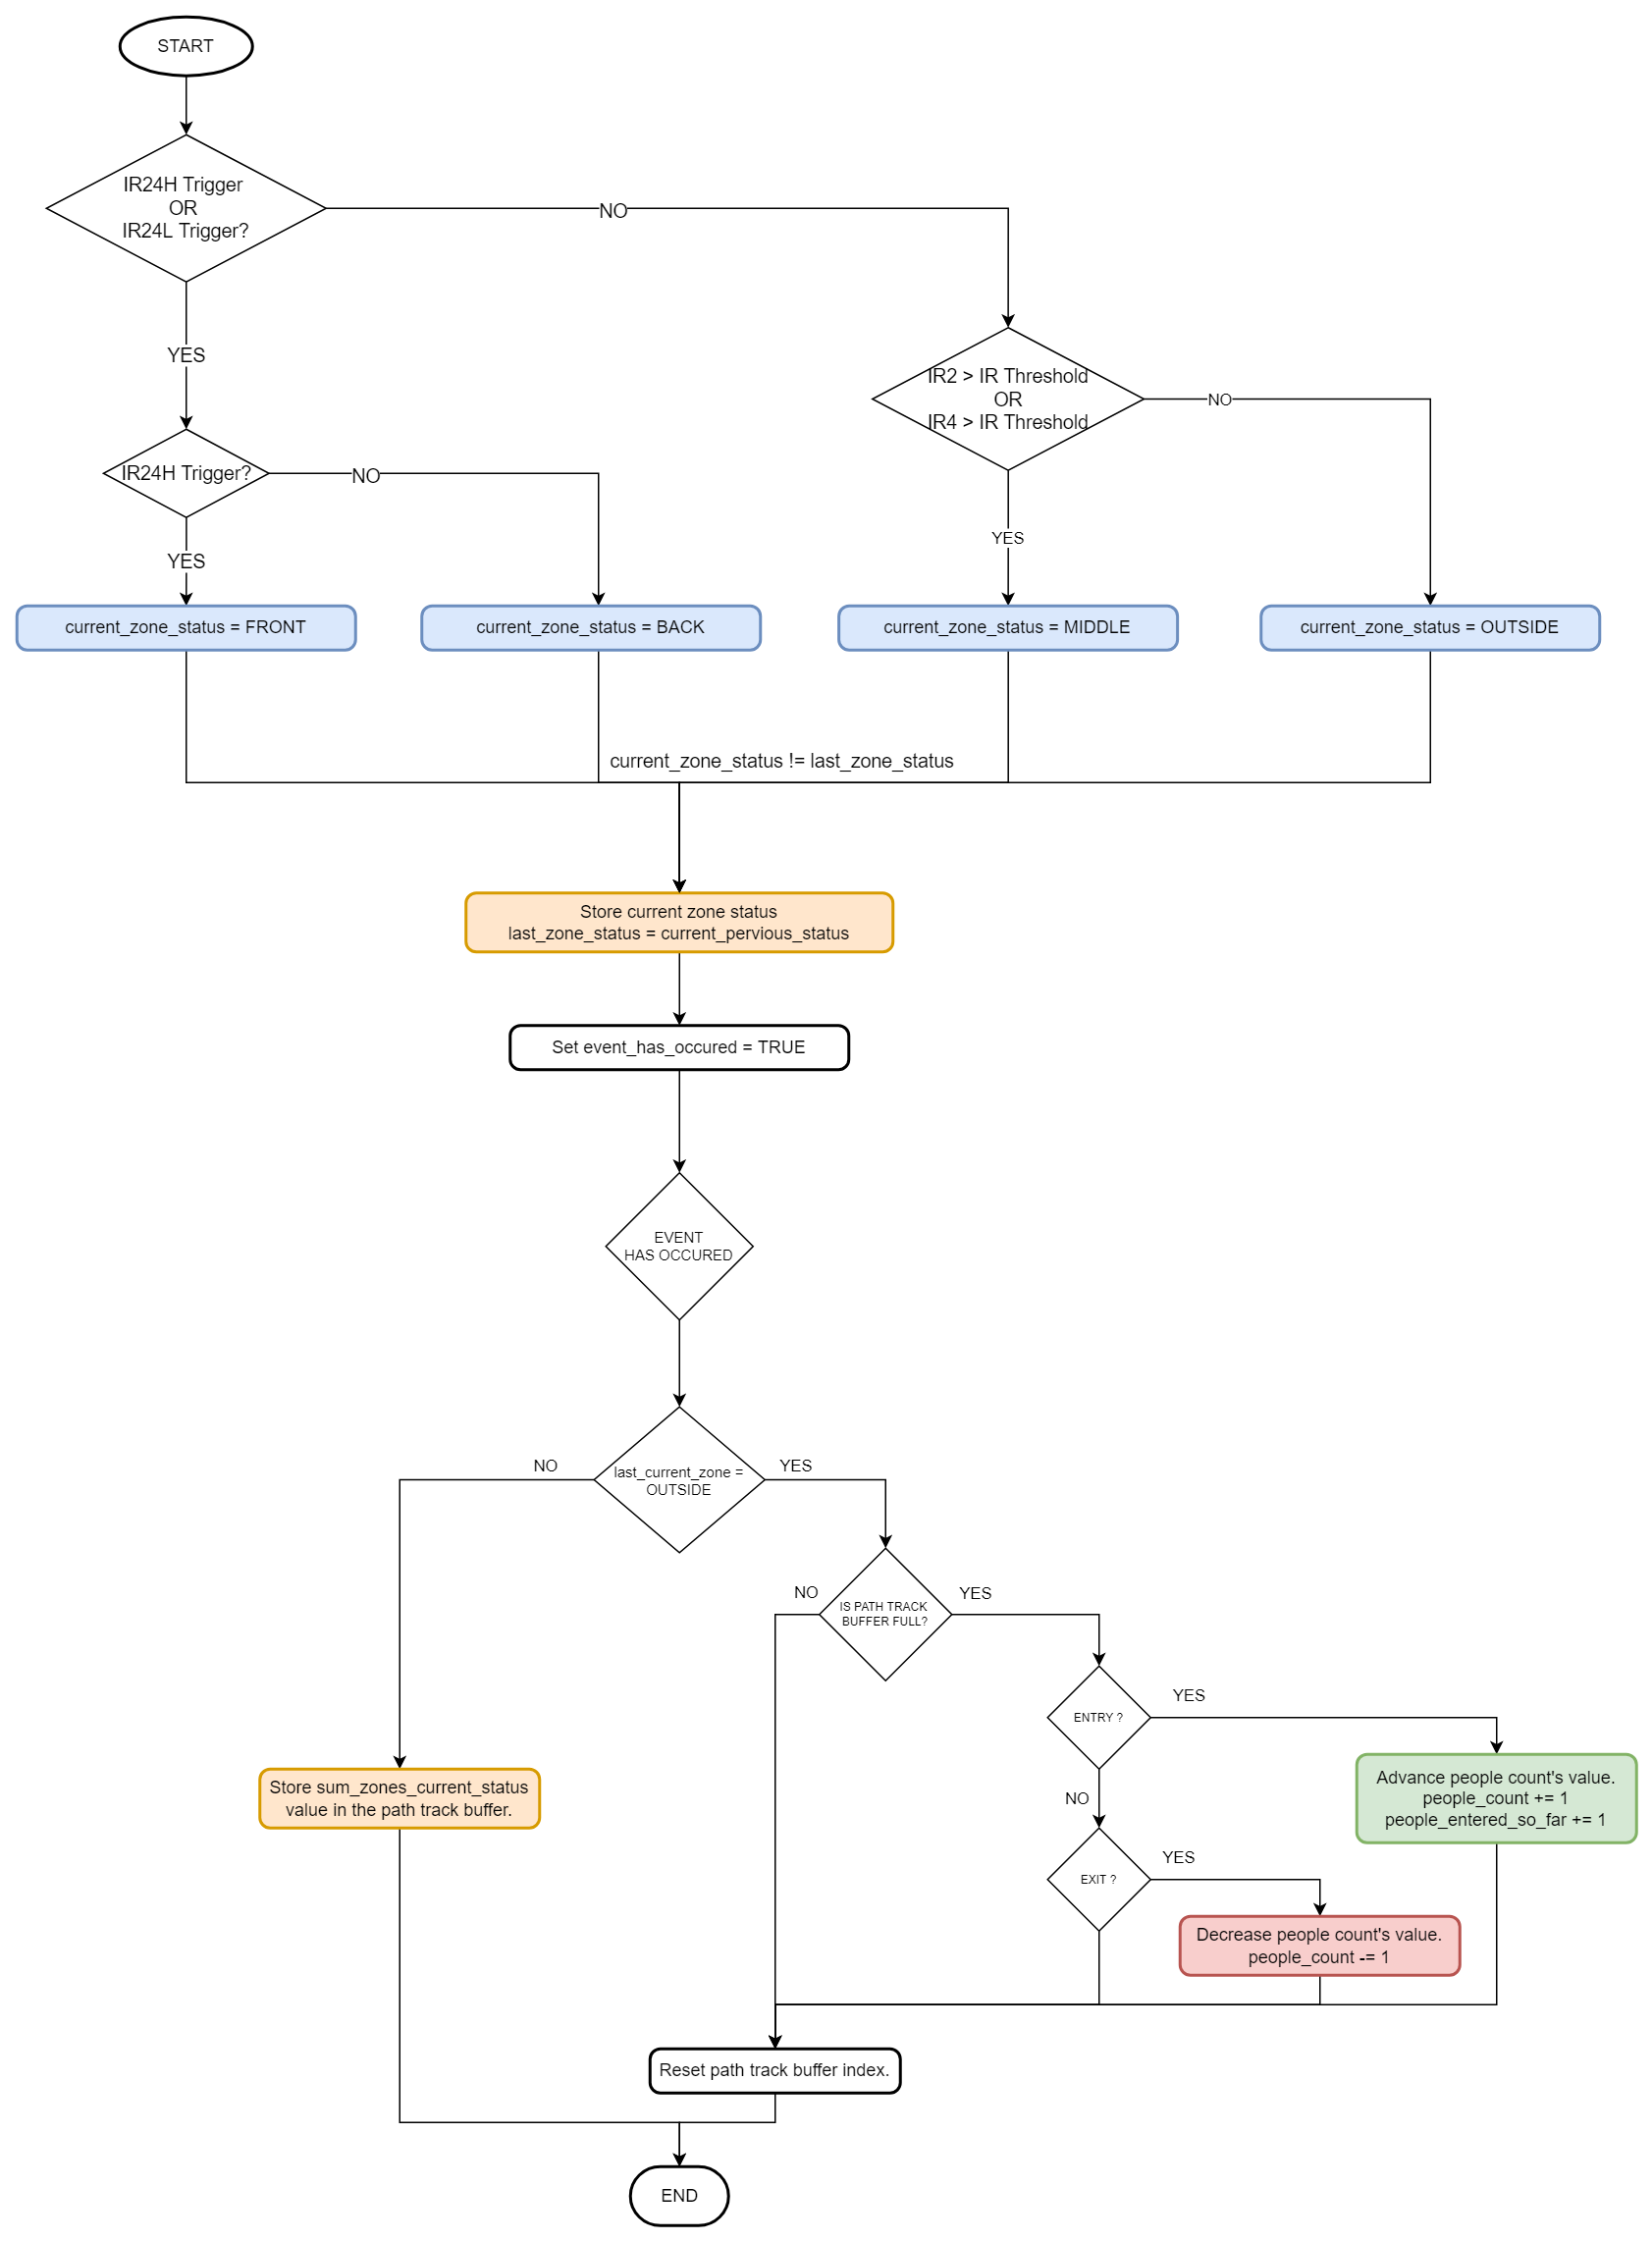 START
IR24H Trigger
OR
IR24L Trigger?
NO
YES
IR2 > IR Threshold
OR
IR4 > IR Threshold
NO
IR24H Trigger?
NO
YES
YES
current_zone_status = FRONT
current_zone_status = BACK
current_zone_status = MIDDLE
current_zone_status = OUTSIDE
current_zone_status != last_zone_status
Store current zone status
last_zone_status = current_pervious_status
Set event_has_occured = TRUE
EVENT
HAS OCCURED
NO
YES
last_current_zone =
OUTSIDE
NO
YES
IS PATH TRACK
BUFFER FULL?
YES
ENTRY ?
Store sum_zones_current_status
value in the path track buffer.
NO
Advance people count's value.
people_count += 1
people_entered_so_far += 1
YES
EXIT ?
Decrease people count's value.
people_count -= 1
Reset path track buffer index.
END